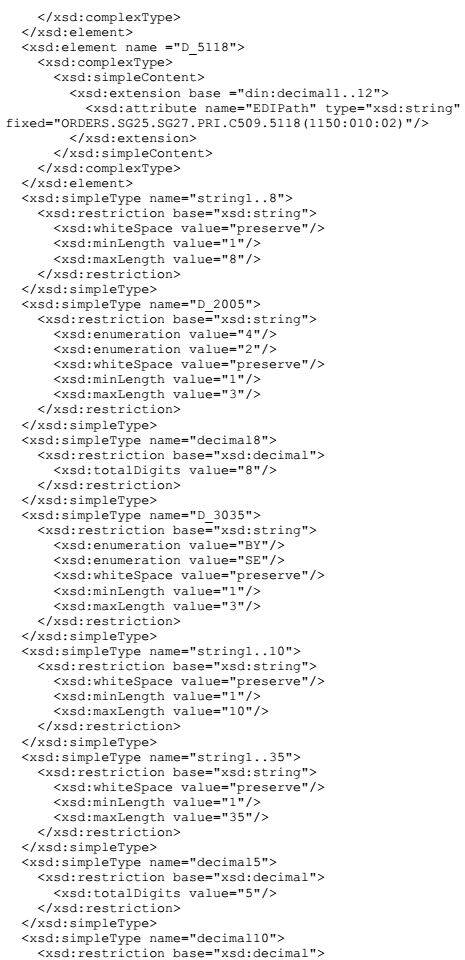 </xsd:complexType>
  </xsd:element>
  <xsd:element name ="D_5118">
    <xsd:complexType>
      <xsd:simpleContent>
        <xsd:extension base ="din:decimal1..12">
          <xsd:attribute name="EDIPath" type="xsd:string"
fixed="ORDERS.SG25.SG27.PRI.C509.5118(1150:010:02)"/>
        </xsd:extension>
      </xsd:simpleContent>
    </xsd:complexType>
  </xsd:element>
  <xsd:simpleType name="string1..8">
    <xsd:restriction base="xsd:string">
      <xsd:whiteSpace value="preserve"/>
      <xsd:minLength value="1"/>
      <xsd:maxLength value="8"/>
    </xsd:restriction>
  </xsd:simpleType>
  <xsd:simpleType name="D_2005">
    <xsd:restriction base="xsd:string">
      <xsd:enumeration value="4"/>
      <xsd:enumeration value="2"/>
      <xsd:whiteSpace value="preserve"/>
      <xsd:minLength value="1"/>
      <xsd:maxLength value="3"/>
    </xsd:restriction>
  </xsd:simpleType>
  <xsd:simpleType name="decimal8">
    <xsd:restriction base="xsd:decimal">
      <xsd:totalDigits value="8"/>
    </xsd:restriction>
  </xsd:simpleType>
  <xsd:simpleType name="D_3035">
    <xsd:restriction base="xsd:string">
      <xsd:enumeration value="BY"/>
      <xsd:enumeration value="SE"/>
      <xsd:whiteSpace value="preserve"/>
      <xsd:minLength value="1"/>
      <xsd:maxLength value="3"/>
    </xsd:restriction>
  </xsd:simpleType>
  <xsd:simpleType name="string1..10">
    <xsd:restriction base="xsd:string">
      <xsd:whiteSpace value="preserve"/>
      <xsd:minLength value="1"/>
      <xsd:maxLength value="10"/>
    </xsd:restriction>
  </xsd:simpleType>
  <xsd:simpleType name="string1..35">
    <xsd:restriction base="xsd:string">
      <xsd:whiteSpace value="preserve"/>
      <xsd:minLength value="1"/>
      <xsd:maxLength value="35"/>
    </xsd:restriction>
  </xsd:simpleType>
  <xsd:simpleType name="decimal5">
    <xsd:restriction base="xsd:decimal">
      <xsd:totalDigits value="5"/>
    </xsd:restriction>
  </xsd:simpleType>
  <xsd:simpleType name="decimal10">
    <xsd:restriction base="xsd:decimal">